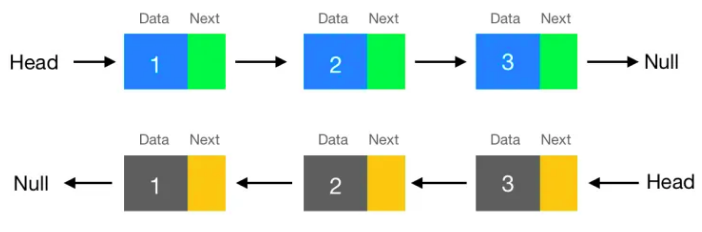 Data Next Data Next Data Next
Head 1 2 3 Null
Data Next Data Next Data Next
Null 1 2 3 Head